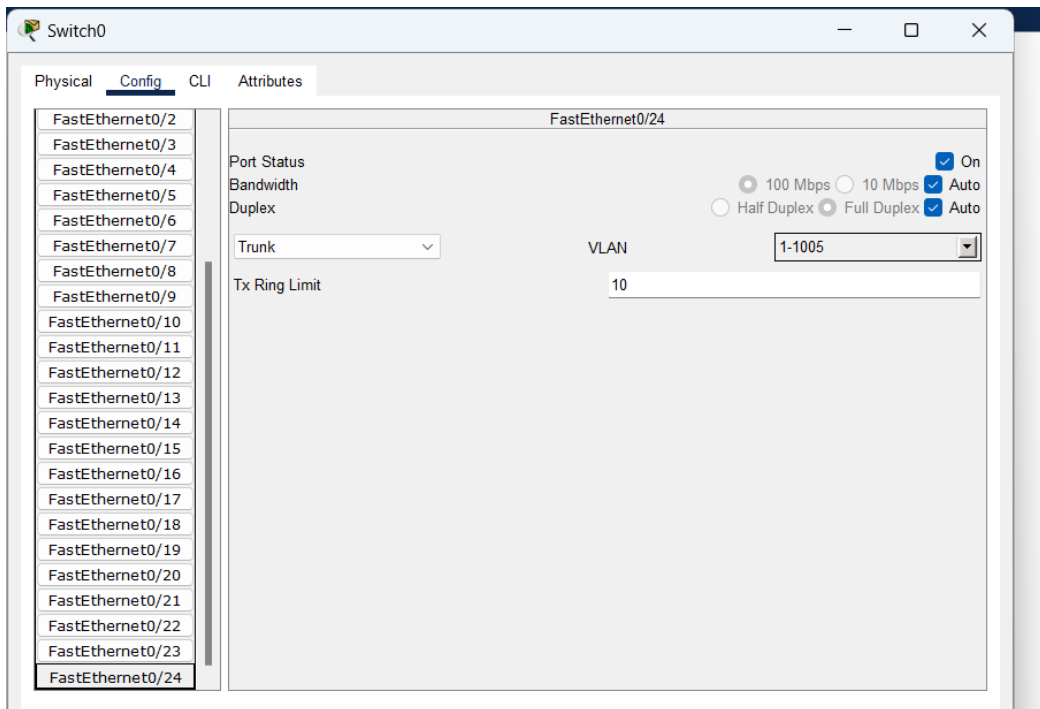 Switch0
Physical Config CLI Attributes
FastEthernet0/2
FastEthernet0/3
FastEthernet0/4
FastEthernet0/5
FastEthernet0/6
FastEthernet0/7
FastEthernet0/8
FastEthernet0/9
FastEthernet0/10
FastEthernet0/11
FastEthernet0/12
FastEthernet0/13
FastEthernet0/14
FastEthernet0/15
FastEthernet0/16
FastEthernet0/17
FastEthernet0/18
FastEthernet0/19
FastEthernet0/20
FastEthernet0/21
FastEthernet0/22
FastEthernet0/23
FastEthernet0/24
FastEthernet0/24
Port Status On
Bandwidth 100 Mbps 10 Mbps Auto
Duplex Half Duplex Full Duplex Auto
Trunk VLAN 1-1005
Tx Ring Limit 10